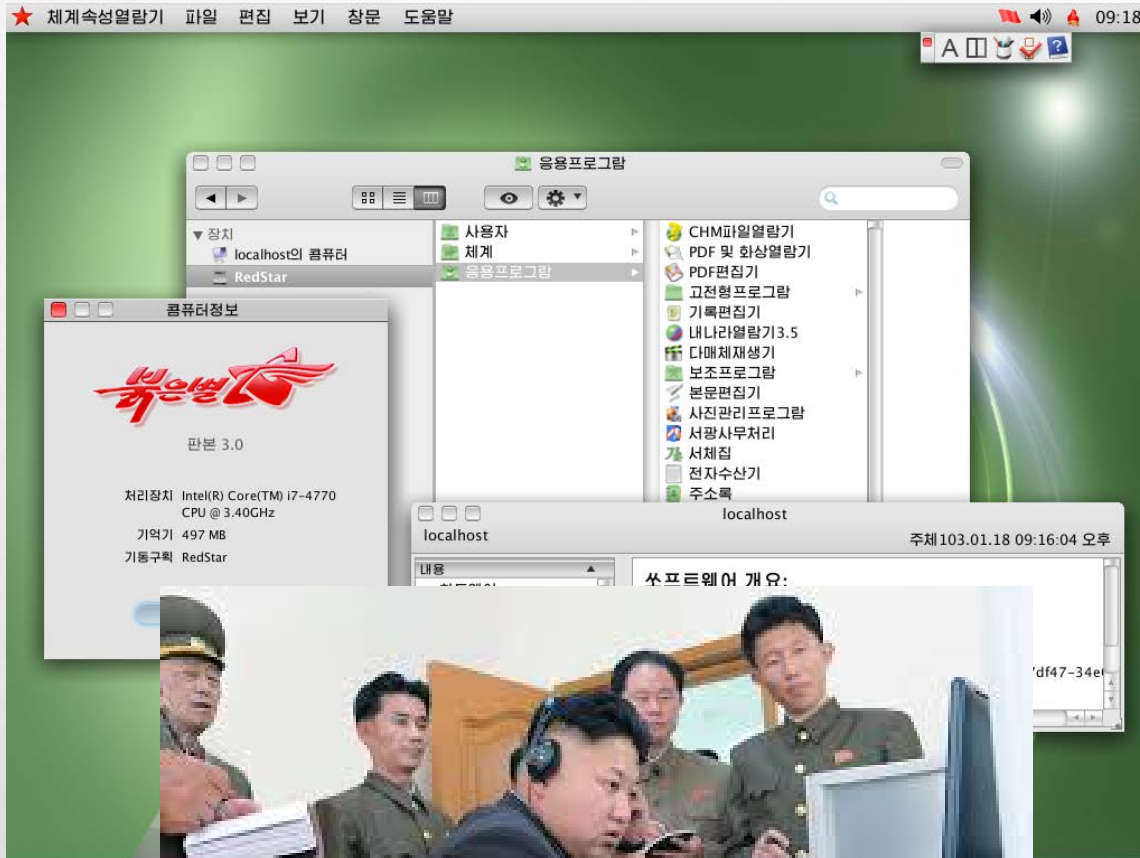 체계속성열람기 파일 편집 보기 창문 도움말 09:18
A
응용프로그람
장치
localhost의 콤퓨터
RedStar
사용자
체계
응용프로그람
CHM파일열람기
PDF 및 화상열람기
PDF편집기
고전형프로그람
기록편집기
내나라열람기3.5
다매체재생기
보조프로그람
본문편집기
사진관리프로그람
서광사무처리
서체집
전자수산기
주소록
콤퓨터정보
붉은별
판본 3.0
처리장치 Intel(R) Core(TM) i7-4770
CPU @ 3.40GHz
기억기 497 MB
기동구획 RedStar
localhost
localhost
주체103.01.18 09:16:04 오후
내용
쏘프트웨어 개요:
df47-34e